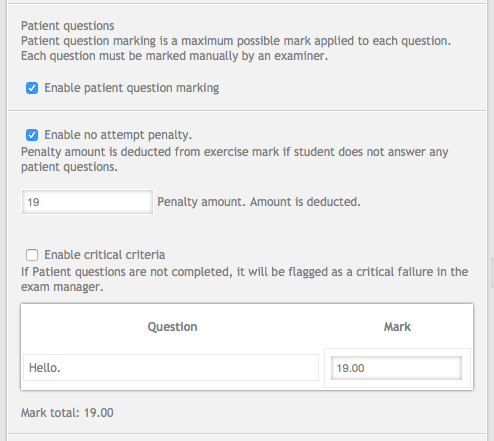 Patient questions
Patient question marking is a maximum possible mark applied to each question.
Each question must be marked manually by an examiner.
Enable patient question marking
Enable no attempt penalty.
Penalty amount is deducted from exercise mark if student does not answer any
patient questions.
19 Penalty amount. Amount is deducted.
Enable critical criteria
If Patient questions are not completed, it will be flagged as a critical failure in the
exam manager.
Question Mark
Hello. 19.00
Mark total: 19.00